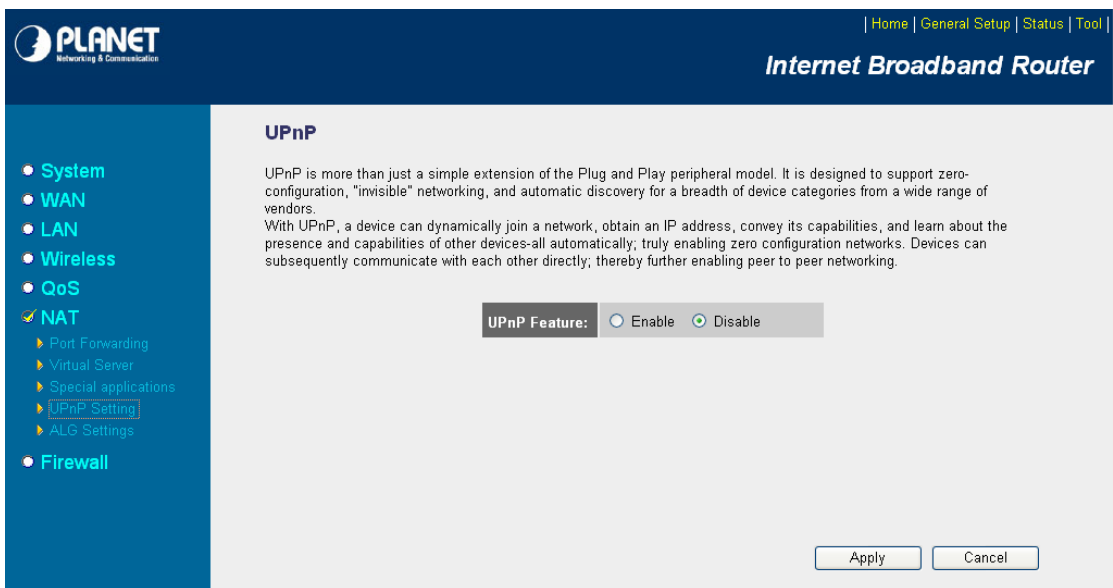 PLANET
Networking & Communication
| Home | General Setup | Status | Tool |
Internet Broadband Router
System
WAN
LAN
Wireless
QoS
NAT
Port Forwarding
Virtual Server
Special applications
UPnP Setting
ALG Settings
Firewall
UPnP
UPnP is more than just a simple extension of the Plug and Play peripheral model. It is designed to support zero-
configuration, "invisible" networking, and automatic discovery for a breadth of device categories from a wide range of
vendors.
With UPnP, a device can dynamically join a network, obtain an IP address, convey its capabilities, and learn about the
presence and capabilities of other devices-all automatically; truly enabling zero configuration networks. Devices can
subsequently communicate with each other directly; thereby further enabling peer to peer networking.
UPnP Feature: Enable Disable
Apply Cancel